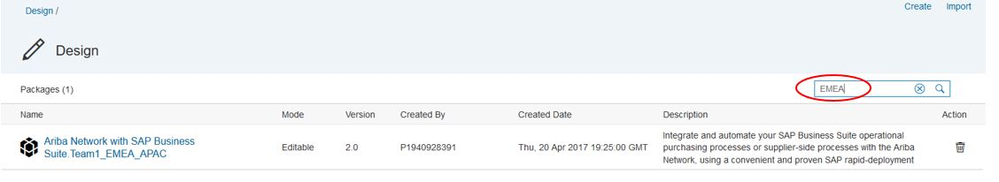 Design /
Create Import
Design
Packages (1)
EMEA
Name Mode Version Created By Created Date Description Action
Ariba Network with SAP Business
Suite.Team1_EMEA_APAC
Editable 2.0 P1940928391 Thu, 20 Apr 2017 19:25:00 GMT
Integrate and automate your SAP Business Suite operational
purchasing processes or supplier-side processes with the Ariba
Network, using a convenient and proven SAP rapid-deployment